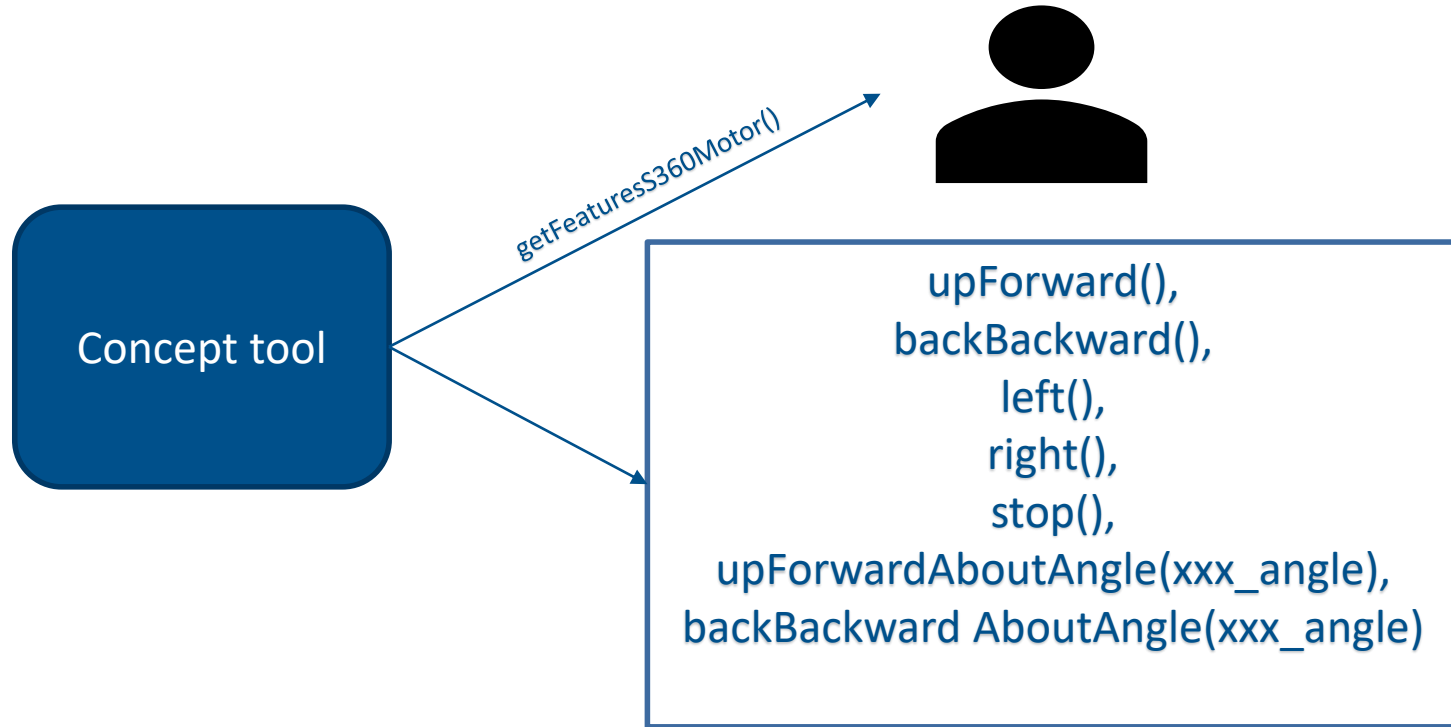 getFeaturesS360Motor()
Concept tool
upForward(),
backBackward(),
left(),
right(),
stop(),
upForwardAboutAngle(xxx_angle),
backBackward AboutAngle(xxx_angle)